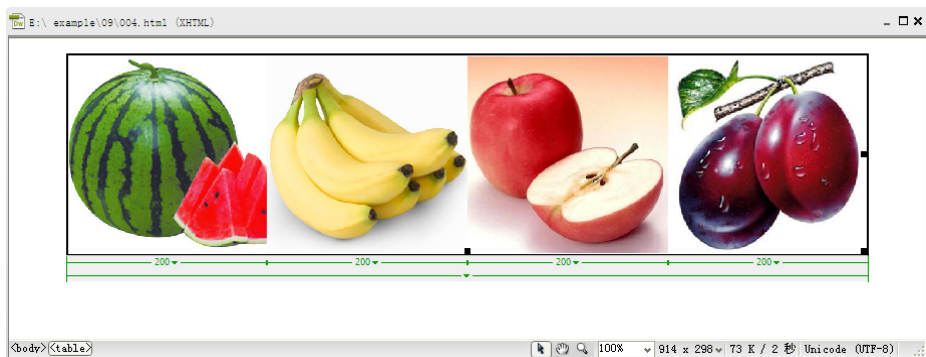 E:\ example\09\004.html (XHTML)
200 200 200 200
<body> <table> 100% 914 x 298 73 K / 2 秒 Unicode (UTF-8)